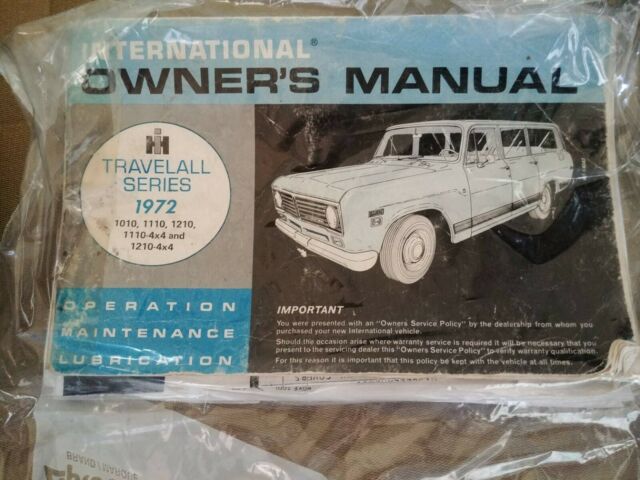 INTERNATIONAL®
OWNER'S MANUAL
IH
TRAVELALL
SERIES
1972
1010, 1110, 1210,
1110-4x4 and
1210-4x4
OPERATION
MAINTENANCE
LUBRICATION
IMPORTANT
You were presented with an "Owners Service Policy" by the dealership from whom you
purchased your new International vehicle.
Should the occasion arise where warranty service is required it will be necessary that you
present to the servicing dealer this "Owners Service Policy" to verify warranty qualification.
For this reason it is important that this policy be kept with the vehicle at all times.
BRAND/MARQUE